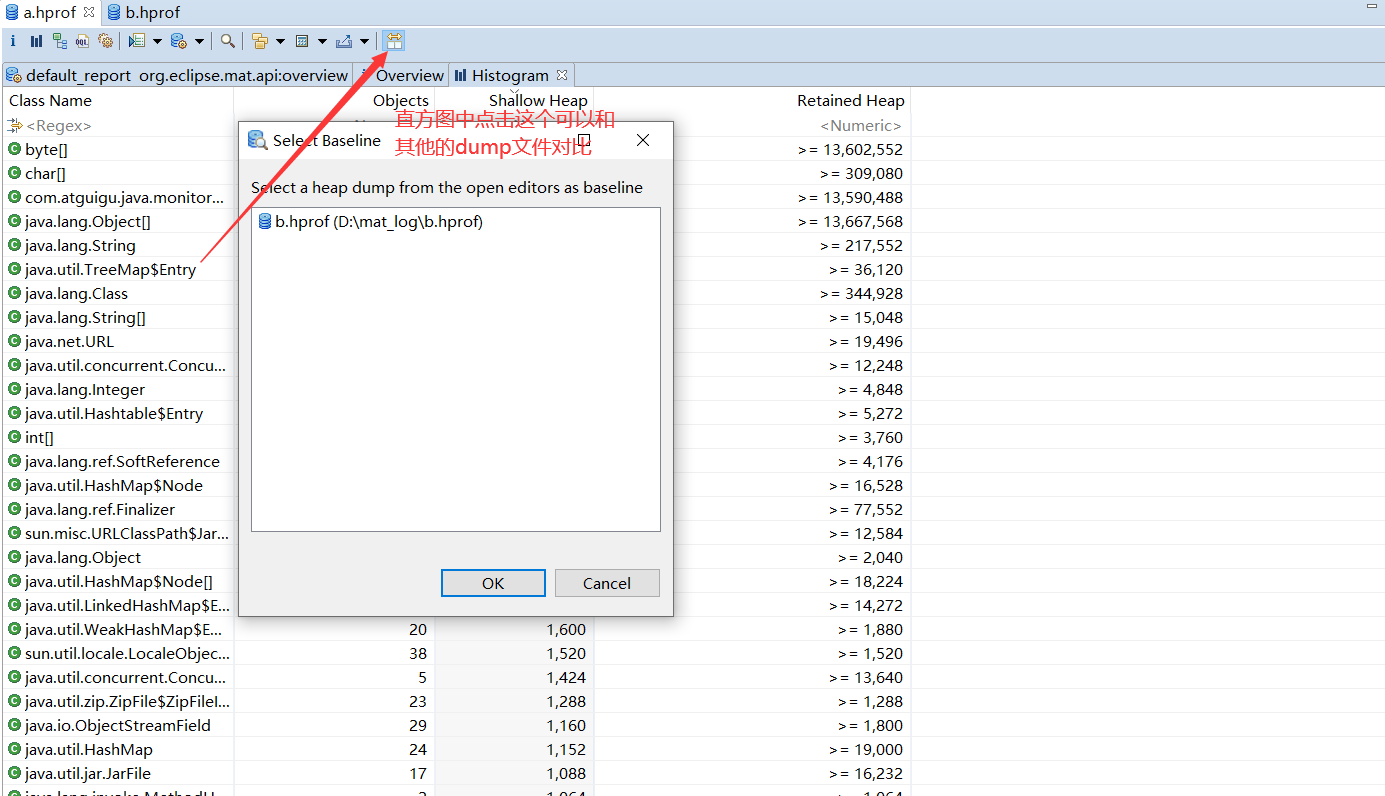 a.hprof
b.hprof
default_report org.eclipse.mat.api:overview
Overview
Histogram
Class Name Objects Shallow Heap Retained Heap
<Regex> <Numeric>
直方图中点击这个可以和
其他的dump文件对比
Select Baseline
Select a heap dump from the open editors as baseline
b.hprof (D:\mat_log\b.hprof)
OK
Cancel
byte[] >= 13,602,552
char[] >= 309,080
com.atguigu.java.monitor... >= 13,590,488
java.lang.Object[] >= 13,667,568
java.lang.String >= 217,552
java.util.TreeMap$Entry >= 36,120
java.lang.Class >= 344,928
java.lang.String[] >= 15,048
java.net.URL >= 19,496
java.util.concurrent.Concu... >= 12,248
java.lang.Integer >= 4,848
java.util.Hashtable$Entry >= 5,272
int[] >= 3,760
java.lang.ref.SoftReference >= 4,176
java.util.HashMap$Node >= 16,528
java.lang.ref.Finalizer >= 77,552
sun.misc.URLClassPath$Jar... >= 12,584
java.lang.Object >= 2,040
java.util.HashMap$Node[] >= 18,224
java.util.LinkedHashMap$E... >= 14,272
java.util.WeakHashMap$E... 20 1,600 >= 1,880
sun.util.locale.LocaleObjec... 38 1,520 >= 1,520
java.util.concurrent.Concu... 5 1,424 >= 13,640
java.util.zip.ZipFile$ZipFileI... 23 1,288 >= 1,288
java.io.ObjectStreamField 29 1,160 >= 1,800
java.util.HashMap 24 1,152 >= 19,000
java.util.jar.JarFile 17 1,088 >= 16,232